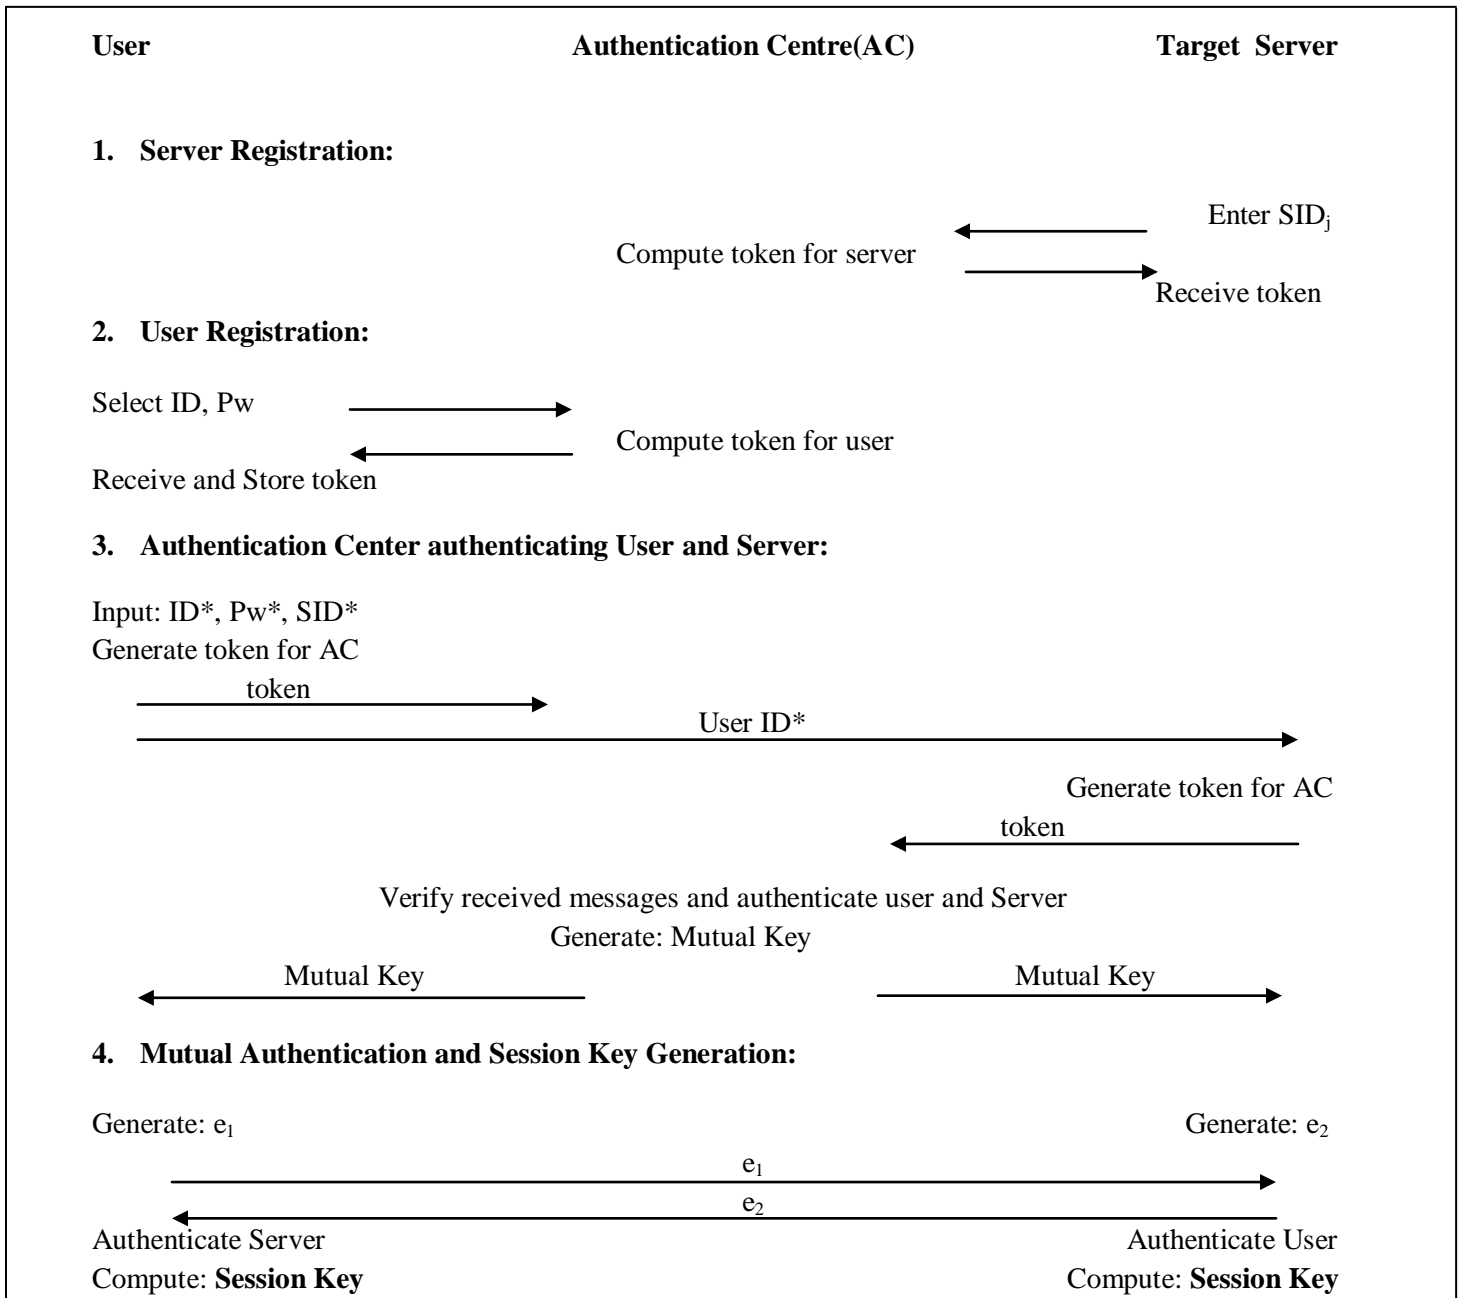 User Authentication Centre(AC) Target Server
1. Server Registration:
Enter SIDj
Compute token for server
Receive token
2. User Registration:
Select ID, Pw
Compute token for user
Receive and Store token
3. Authentication Center authenticating User and Server:
Input: ID*, Pw*, SID*
Generate token for AC
token
User ID*
Generate token for AC
token
Verify received messages and authenticate user and Server
Generate: Mutual Key
Mutual Key Mutual Key
4. Mutual Authentication and Session Key Generation:
Generate: e1 Generate: e2
e1
e2
Authenticate Server Authenticate User
Compute: Session Key Compute: Session Key